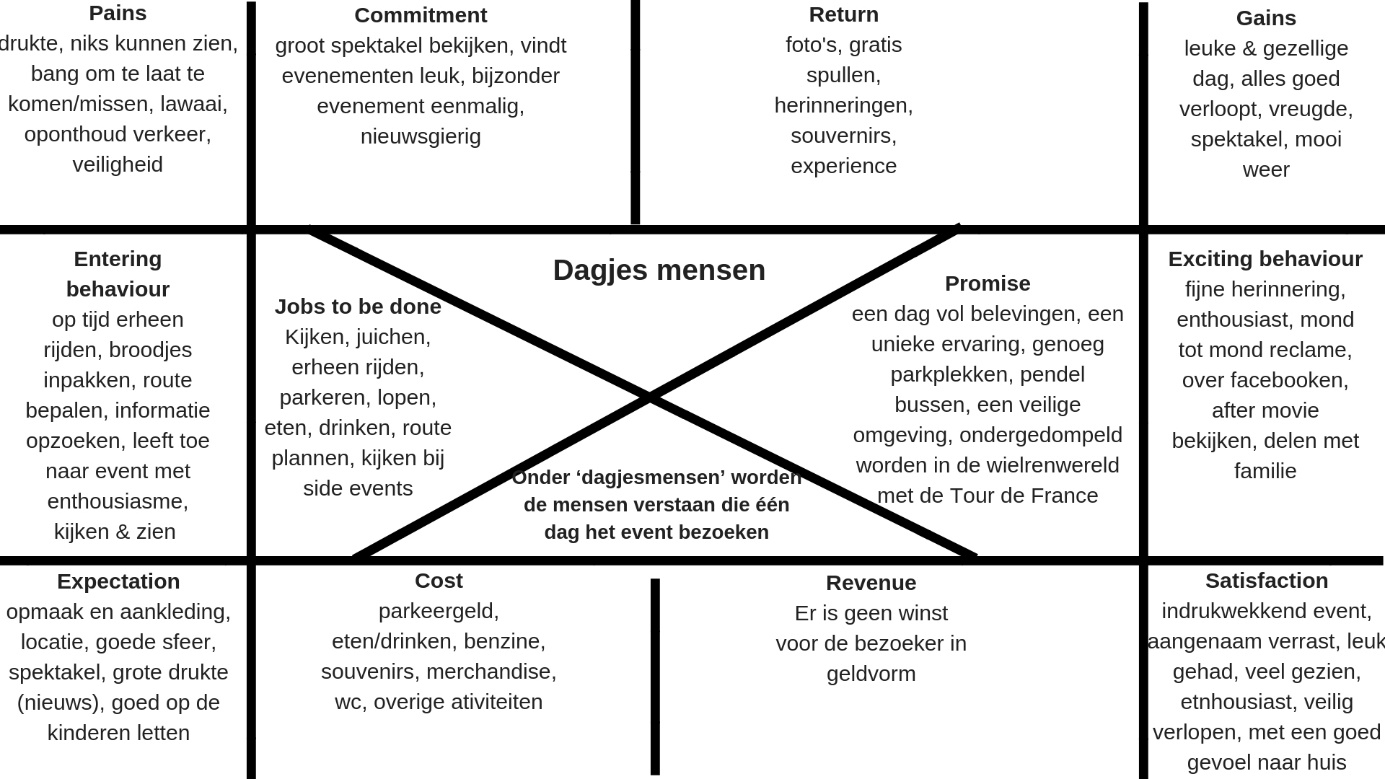 Pains
drukte, niks kunnen zien,
bang om te laat te
komen/missen, lawaai,
oponthoud verkeer,
veiligheid
Commitment
groot spektakel bekijken, vindt
evenementen leuk, bijzonder
evenement eenmalig,
nieuwsgierig
Return
foto's, gratis
spullen,
herinneringen,
souvernirs,
experience
Gains
leuke & gezellige
dag, alles goed
verloopt, vreugde,
spektakel, mooi
weer
Entering
behaviour
op tijd erheen
rijden, broodjes
inpakken, route
bepalen, informatie
opzoeken, leeft toe
naar event met
enthousiasme,
kijken & zien
Jobs to be done
Kijken, juichen,
erheen rijden,
parkeren, lopen,
eten, drinken, route
plannen, kijken bij
side events
Dagjes mensen
Onder ‘dagjesmensen’ worden
de mensen verstaan die één
dag het event bezoeken
Promise
een dag vol belevingen, een
unieke ervaring, genoeg
parkplekken, pendel
bussen, een veilige
omgeving, ondergedompeld
worden in de wielrenwereld
met de Tour de France
Exciting behaviour
fijne herinnering,
enthousiast, mond
tot mond reclame,
over facebooken,
after movie
bekijken, delen met
familie
Expectation
opmaak en aankleding,
locatie, goede sfeer,
spektakel, grote drukte
(nieuws), goed op de
kinderen letten
Cost
parkeergeld,
eten/drinken, benzine,
souvenirs, merchandise,
wc, overige ativiteiten
Revenue
Er is geen winst
voor de bezoeker in
geldvorm
Satisfaction
indrukwekkend event,
aangenaam verrast, leuk
gehad, veel gezien,
etnhousiast, veilig
verlopen, met een goed
gevoel naar huis